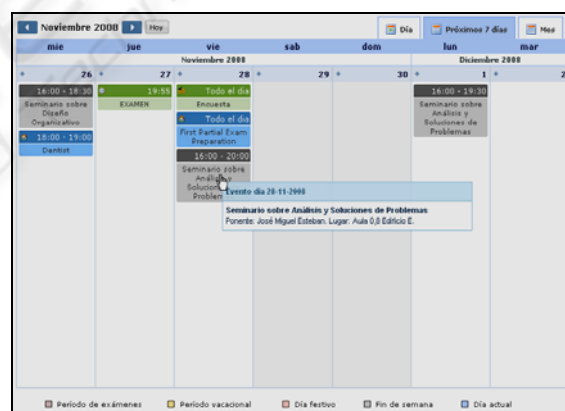 Noviembre 2008 Hoy Día Próximos 7 días Mes
mie jue vie sab dom lun mar
Noviembre 2008 Diciembre 2008
26 27 28 29 30 1 2
16:00 - 18:30 19:55 Todo el día 16:00 - 19:30
Seminario sobre Diseño Organizativo
EXAMEN
Encuesta
Seminario sobre Análisis y Soluciones de Problemas
18:00 - 19:00
Dentist
Todo el día
First Partial Exam Preparation
16:00 - 20:00
Seminario sobre
Análisis y
Evento día 28-11-2008
Seminario sobre Análisis y Soluciones de Problemas
Ponente: José Miguel Esteban. Lugar: Aula 0,8 Edificio E.
Período de exámenes Período vacacional Día festivo Fin de semana Día actual